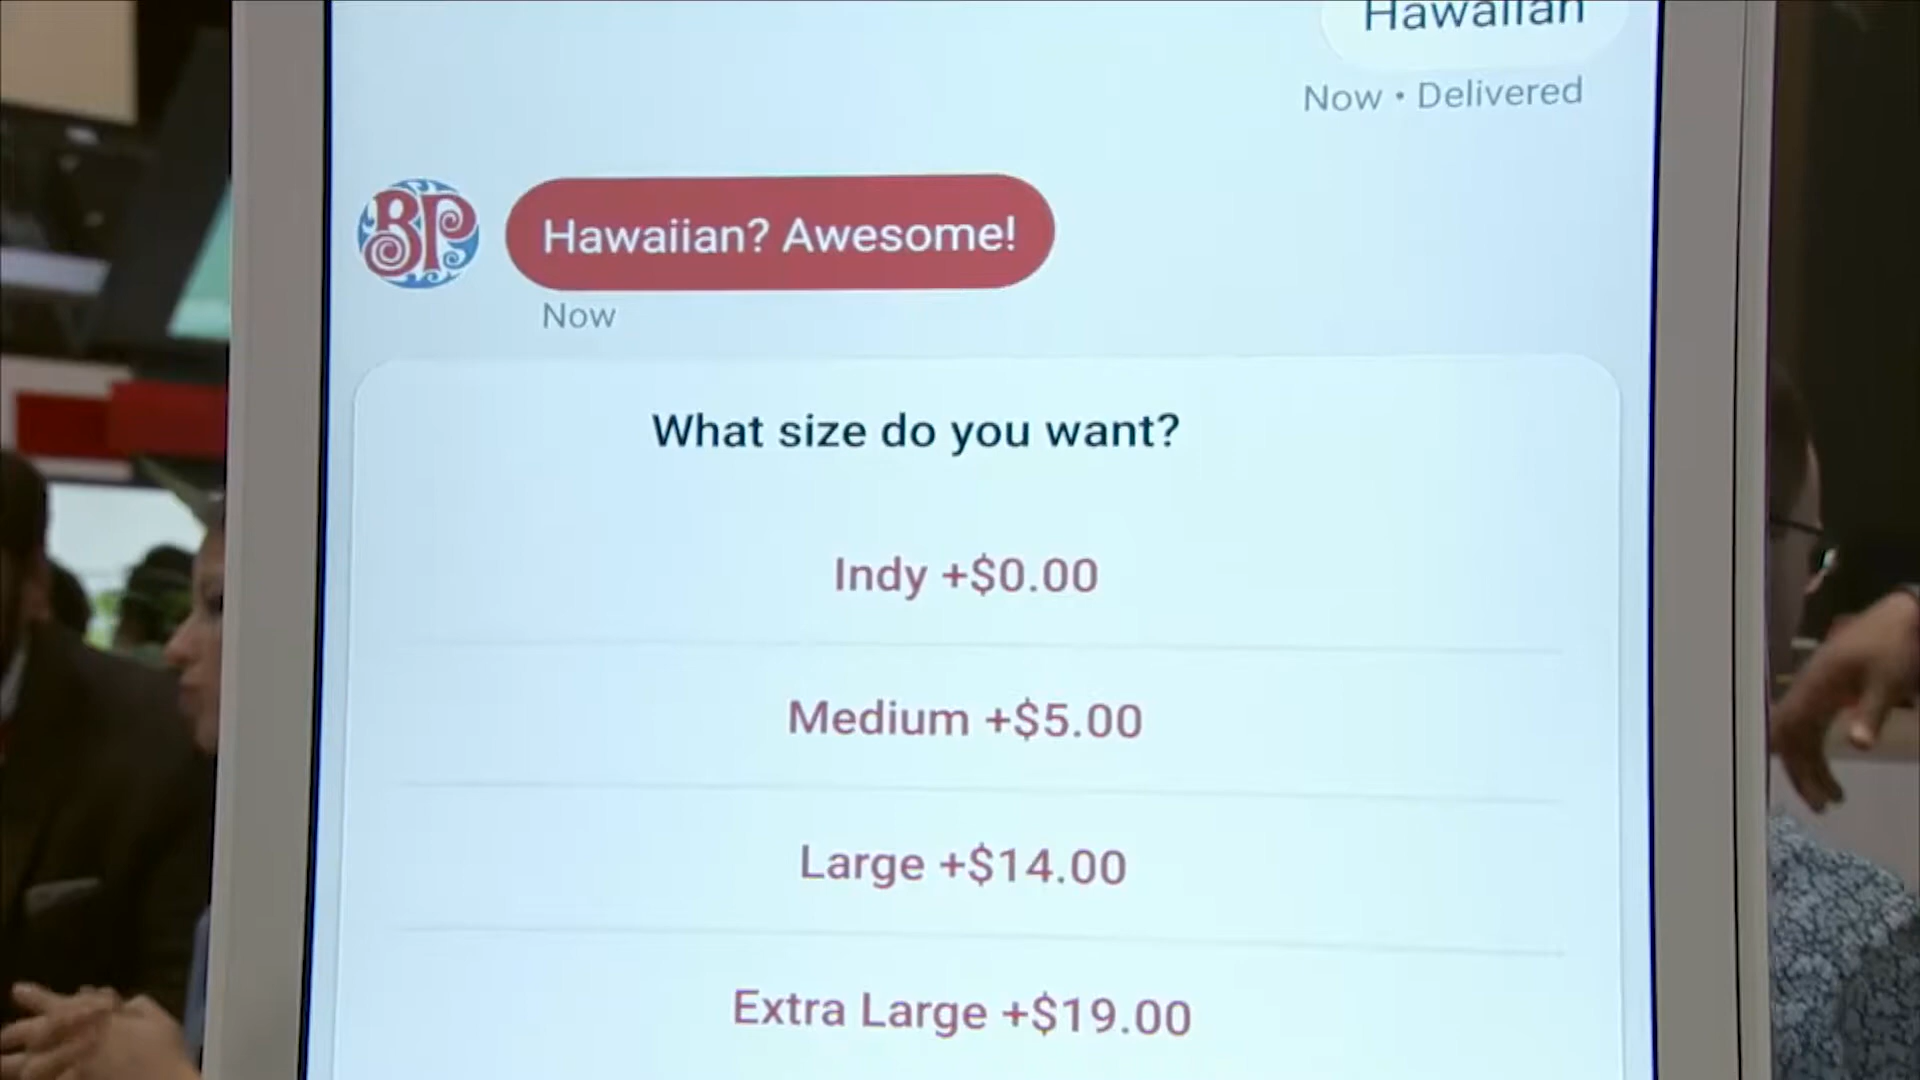 Hawaiian
Now • Delivered
BP
Hawaiian? Awesome!
Now
What size do you want?
Indy +$0.00
Medium +$5.00
Large +$14.00
Extra Large +$19.00